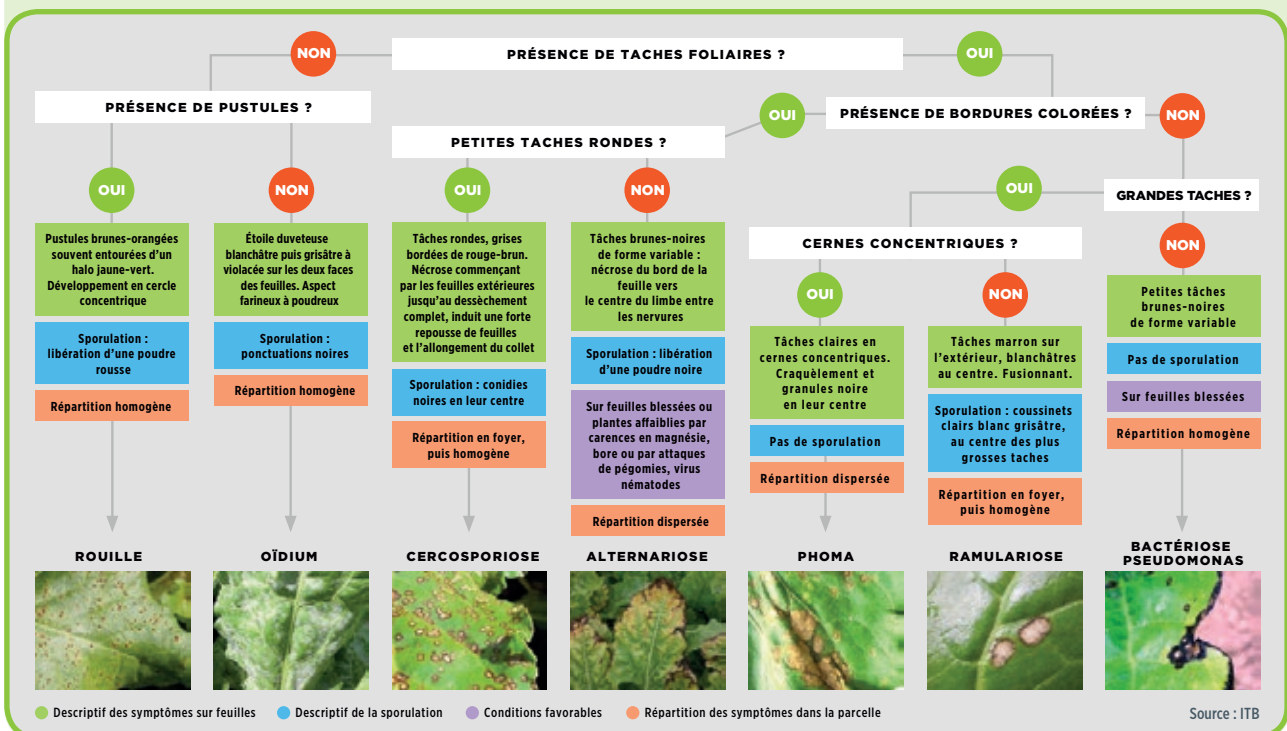 NON
PRÉSENCE DE TACHES FOLIAIRES ?
OUI
PRÉSENCE DE PUSTULES ?
OUI
PRÉSENCE DE BORDURES COLORÉES ?
NON
PETITES TACHES RONDES ?
OUI
NON
OUI
NON
OUI
GRANDES TACHES ?
CERNES CONCENTRIQUES ?
NON
OUI
NON
Pustules brunes-orangées
souvent entourées d'un
halo jaune-vert.
Développement en cercle
concentrique
Sporulation :
libération d'une poudre
rousse
Répartition homogène
ROUILLE
Étoile duveteuse
blanchâtre puis grisâtre à
violacée sur les deux faces
des feuilles. Aspect
farineux à poudreux
Sporulation :
ponctuations noires
Répartition homogène
OÏDIUM
Tâches rondes, grises
bordées de rouge-brun.
Nécrose commençant
par les feuilles extérieures
jusqu'au dessèchement
complet, induit une forte
repousse de feuilles
et l'allongement du collet
Sporulation : conidies
noires en leur centre
Répartition en foyer,
puis homogène
CERCOSPORIOSE
Tâches brunes-noires
de forme variable :
nécrose du bord de la
feuille vers
le centre du limbe entre
les nervures
Sporulation : libération
d'une poudre noire
Sur feuilles blessées ou
plantes affaiblies par
carences en magnésie,
bore ou par attaques
de pégomies, virus
nématodes
Répartition dispersée
ALTERNARIOSE
Tâches claires en
cernes concentriques.
Craquèlement et
granules noire
en leur centre
Pas de sporulation
Répartition dispersée
PHOMA
Tâches marron sur
l'extérieur, blanchâtres
au centre. Fusionnant.
Sporulation : coussinets
clairs blanc grisâtre,
au centre des plus
grosses taches
Répartition en foyer,
puis homogène
RAMULARIOSE
Petites tâches
brunes-noires
de forme variable
Pas de sporulation
Sur feuilles blessées
Répartition homogène
BACTÉRIOSE
PSEUDOMONAS
Descriptif des symptômes sur feuilles
Descriptif de la sporulation
Conditions favorables
Répartition des symptômes dans la parcelle
Source : ITB